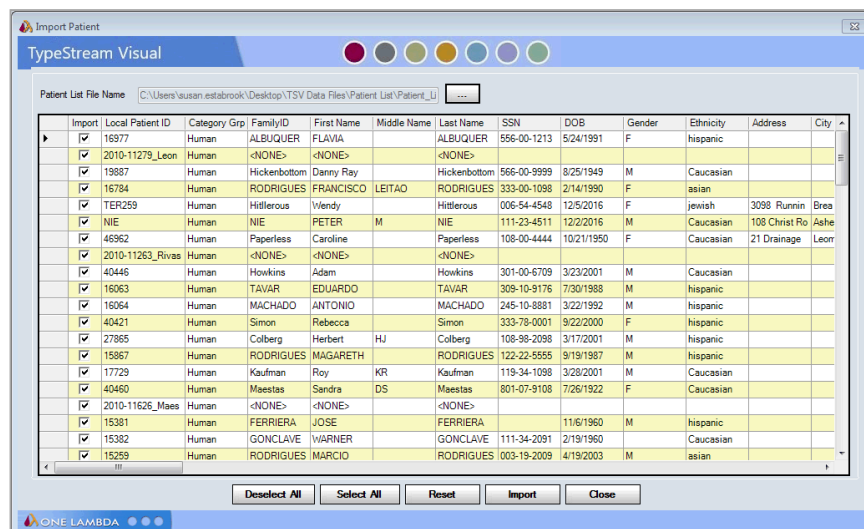 Import Patient
TypeStream Visual
Patient List File Name C:\Users\susan.estabrook\Desktop\TSV Data Files\Patient List\Patient_Li ...
Import Local Patient ID Category Grp FamilyID First Name Middle Name Last Name SSN DOB Gender Ethnicity Address City
16977 Human ALBUQUER FLAVIA ALBUQUER 556-00-1213 5/24/1991 F hispanic
2010-11279_Leon Human <NONE> <NONE> <NONE>
19887 Human Hickenbottom Danny Ray Hickenbottom 566-00-9999 8/25/1949 M Caucasian
16784 Human RODRIGUES FRANCISCO LEITAO RODRIGUES 333-00-1098 2/14/1990 F asian
TER259 Human Hittlerous Wendy Hittlerous 006-54-4548 12/5/2016 F jewish 3098 Runnin Brea
NIE Human NIE PETER M NIE 111-23-4511 12/2/2016 M Caucasian 108 Christ Ro Ashe
46962 Human Paperless Caroline Paperless 108-00-4444 10/21/1950 F Caucasian 21 Drainage Leom
2010-11263_Rivas Human <NONE> <NONE> <NONE>
40446 Human Howkins Adam Howkins 301-00-6709 3/23/2001 M Caucasian
16063 Human TAVAR EDUARDO TAVAR 309-10-9176 7/30/1988 M hispanic
16064 Human MACHADO ANTONIO MACHADO 245-10-8881 3/22/1992 M hispanic
40421 Human Simon Rebecca Simon 333-78-0001 9/22/2000 F hispanic
27865 Human Colberg Herbert HJ Colberg 108-98-2098 3/17/2001 M hispanic
15867 Human RODRIGUES MAGARETH RODRIGUES 122-22-5555 9/19/1987 M hispanic
17729 Human Kaufman Roy KR Kaufman 119-34-1098 3/28/2001 M Caucasian
40460 Human Maestas Sandra DS Maestas 801-07-9108 7/26/1922 F Caucasian
2010-11626_Maes Human <NONE> <NONE> <NONE>
15381 Human FERRIERA JOSE FERRIERA 11/6/1960 M hispanic
15382 Human GONCLAVE WARNER GONCLAVE 111-34-2091 2/19/1960 Caucasian
15259 Human RODRIGUES MARCIO RODRIGUES 003-19-2009 4/19/2003 M asian
Deselect All Select All Reset Import Close
ONE LAMBDA